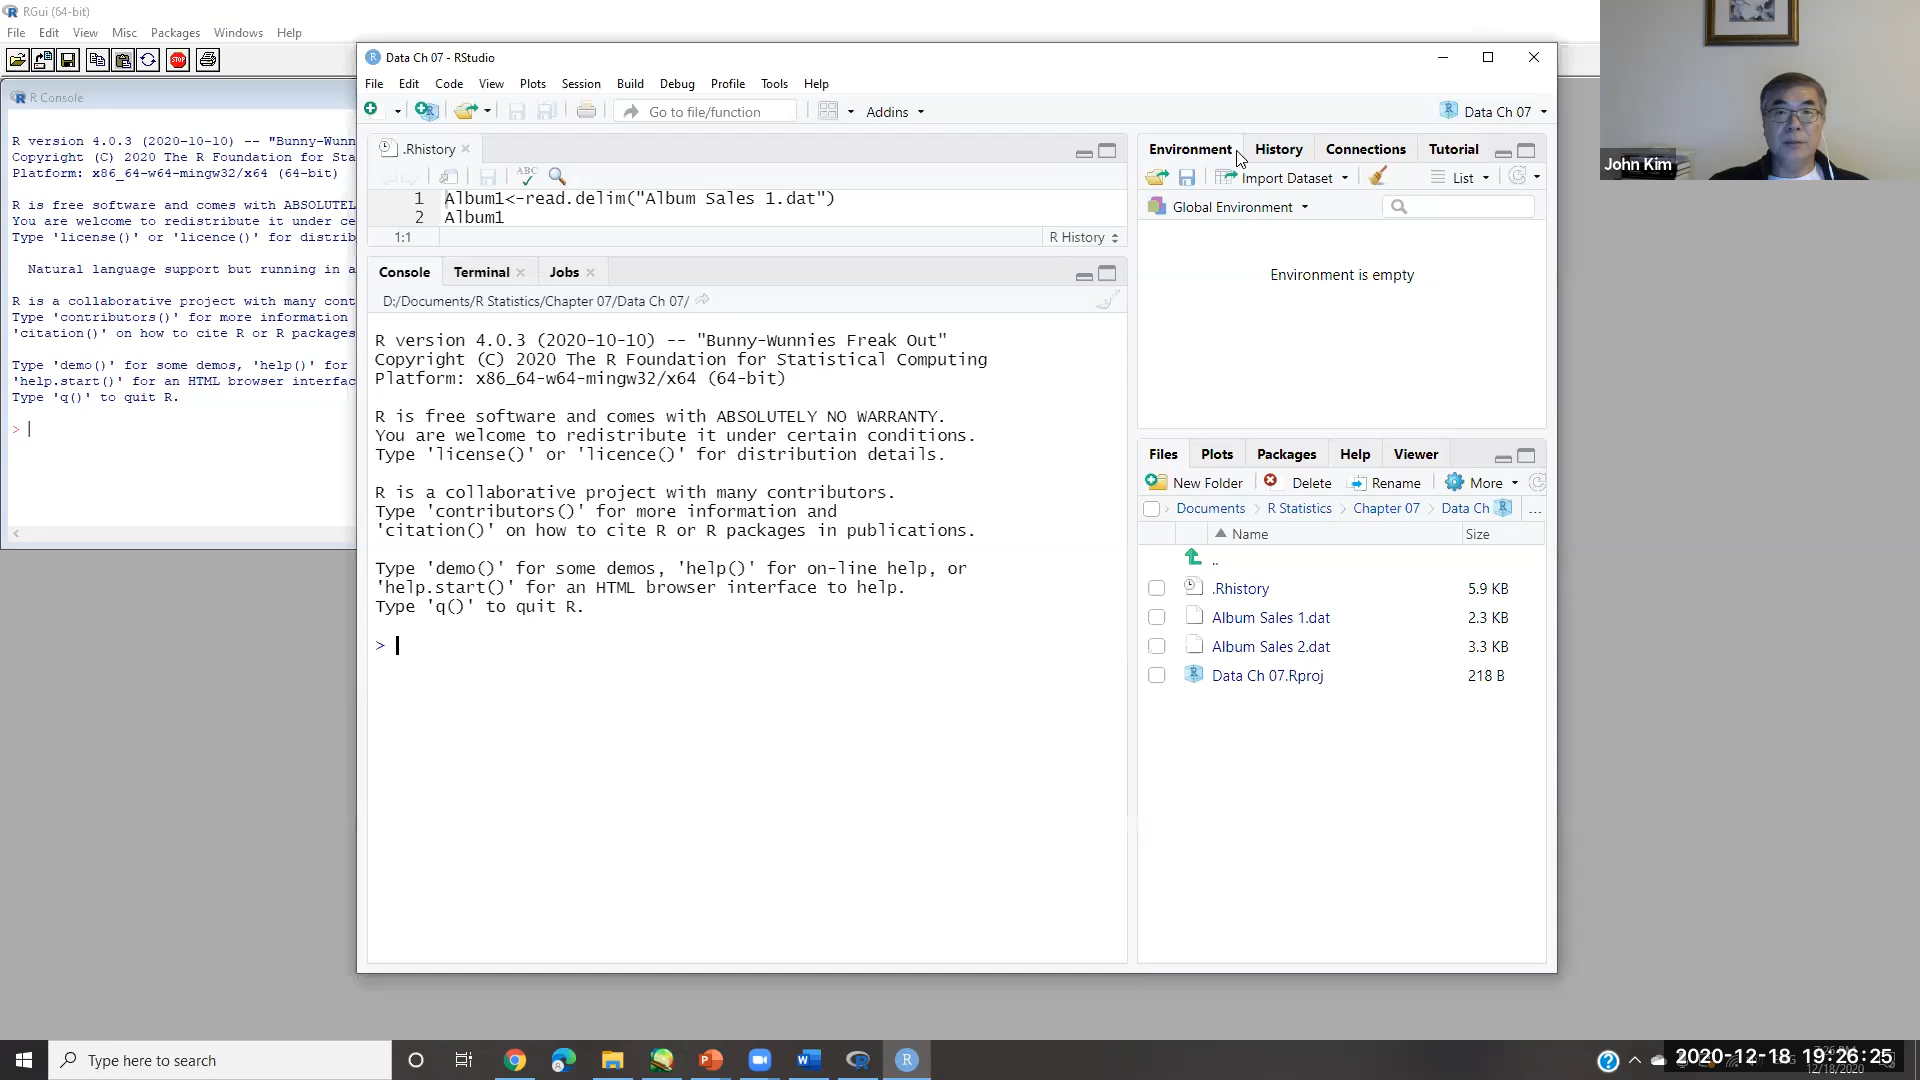 RGui (64-bit)
File Edit View Misc Packages Windows Help
R Console
R version 4.0.3 (2020-10-10) -- "Bunny-Wunn
Copyright (C) 2020 The R Foundation for Sta
Platform: x86_64-w64-mingw32/x64 (64-bit)
R is free software and comes with ABSOLUTEL
You are welcome to redistribute it under ce
Type 'license()' or 'licence()' for distrib
Natural language support but running in a
R is a collaborative project with many cont
Type 'contributors()' for more information
'citation()' on how to cite R or R packages
Type 'demo()' for some demos, 'help()' for
'help.start()' for an HTML browser interfac
Type 'q()' to quit R.
>
Data Ch 07 - RStudio
File Edit Code View Plots Session Build Debug Profile Tools Help
Go to file/function Addins Data Ch 07
.Rhistory
ABC
1 Album1<-read.delim("Album Sales 1.dat")
2 Album1
1:1 R History
Console Terminal Jobs
D:/Documents/R Statistics/Chapter 07/Data Ch 07/
R version 4.0.3 (2020-10-10) -- "Bunny-Wunnies Freak Out"
Copyright (C) 2020 The R Foundation for Statistical Computing
Platform: x86_64-w64-mingw32/x64 (64-bit)
R is free software and comes with ABSOLUTELY NO WARRANTY.
You are welcome to redistribute it under certain conditions.
Type 'license()' or 'licence()' for distribution details.
R is a collaborative project with many contributors.
Type 'contributors()' for more information and
'citation()' on how to cite R or R packages in publications.
Type 'demo()' for some demos, 'help()' for on-line help, or
'help.start()' for an HTML browser interface to help.
Type 'q()' to quit R.
>
Environment History Connections Tutorial
Import Dataset List
Global Environment
Environment is empty
Files Plots Packages Help Viewer
New Folder Delete Rename More
Documents R Statistics Chapter 07 Data Ch ...
Name Size
..
.Rhistory 5.9 KB
Album Sales 1.dat 2.3 KB
Album Sales 2.dat 3.3 KB
Data Ch 07.Rproj 218 B
John Kim
Type here to search
2020-12-18 19:26:25
12/18/2020